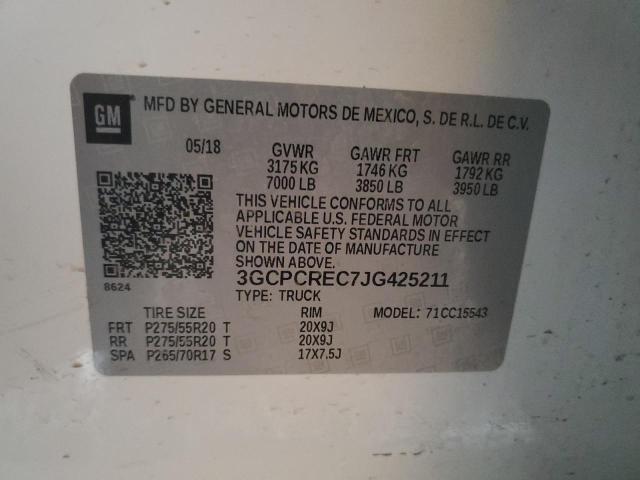 GM MFD BY GENERAL MOTORS DE MEXICO, S. DE R.L. DE C.V.
05/18 GVWR GAWR FRT GAWR RR
3175 KG 1746 KG 1792 KG
7000 LB 3850 LB 3950 LB
THIS VEHICLE CONFORMS TO ALL
APPLICABLE U.S. FEDERAL MOTOR
VEHICLE SAFETY STANDARDS IN EFFECT
ON THE DATE OF MANUFACTURE
SHOWN ABOVE.
8624 3GCPCREC7JG425211
TYPE: TRUCK
TIRE SIZE RIM MODEL: 71CC15543
FRT P275/55R20 T 20X9J
RR P275/55R20 T 20X9J
SPA P265/70R17 S 17X7.5J